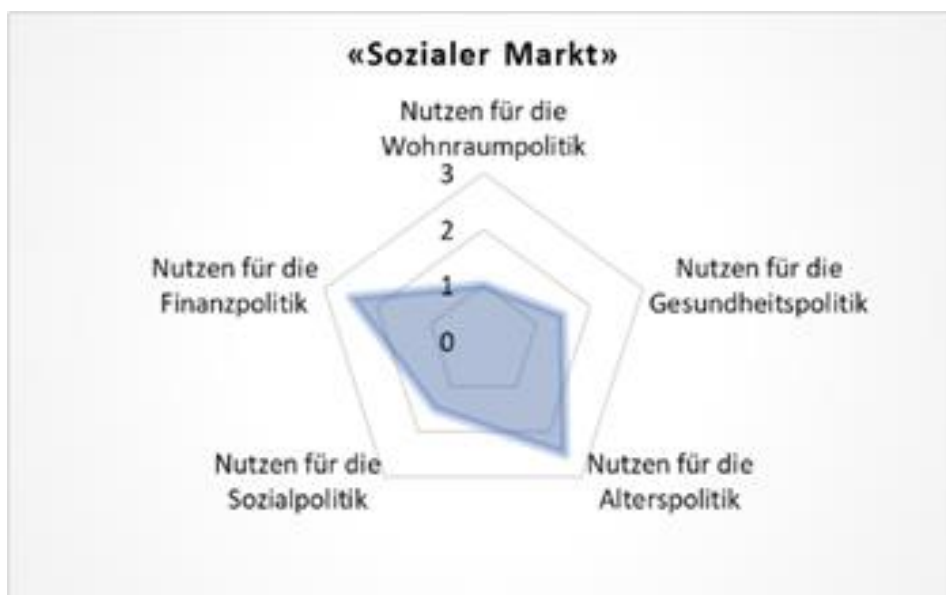 «Sozialer Markt»
Nutzen für die
Wohnraumpolitik
3
2
1
0
Nutzen für die
Gesundheitspolitik
Nutzen für die
Alterspolitik
Nutzen für die
Sozialpolitik
Nutzen für die
Finanzpolitik